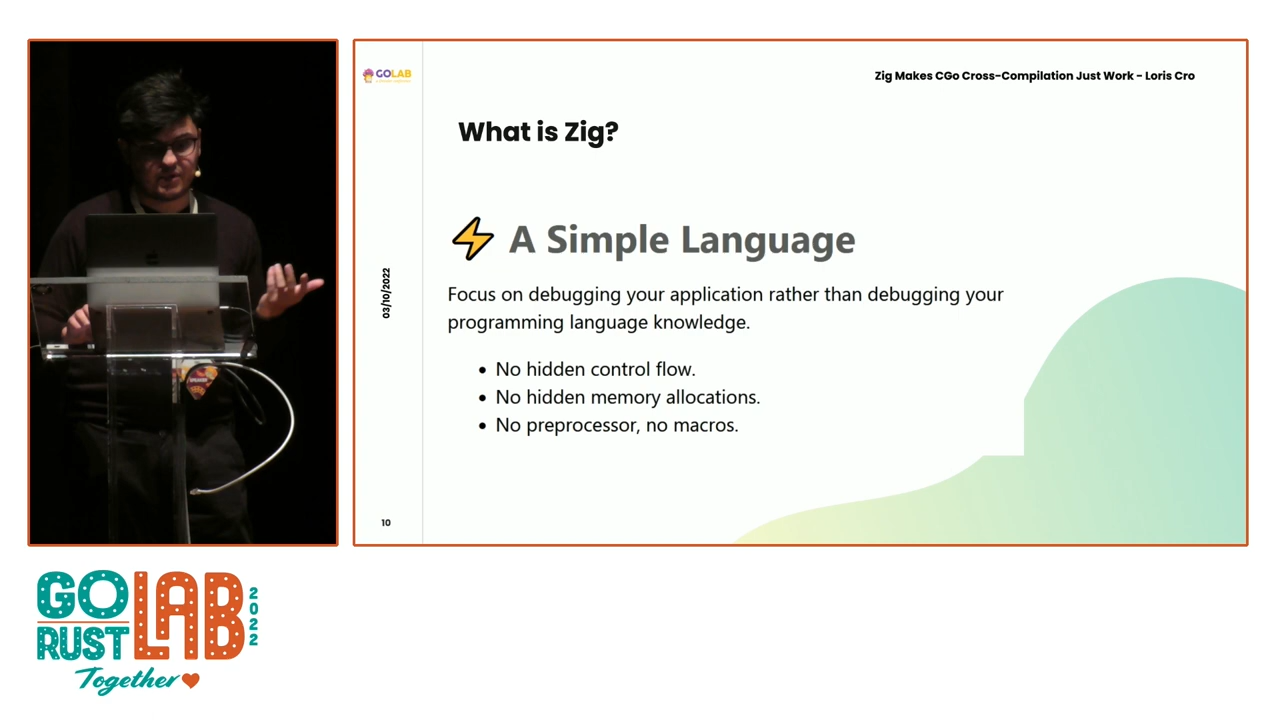 GOLAB
Zig Makes CGo Cross-Compilation Just Work - Loris Cro
What is Zig?
A Simple Language
Focus on debugging your application rather than debugging your
programming language knowledge.
• No hidden control flow.
• No hidden memory allocations.
• No preprocessor, no macros.
03/10/2022
10
SPEAKER
GO LAB
RUST
2022
Together